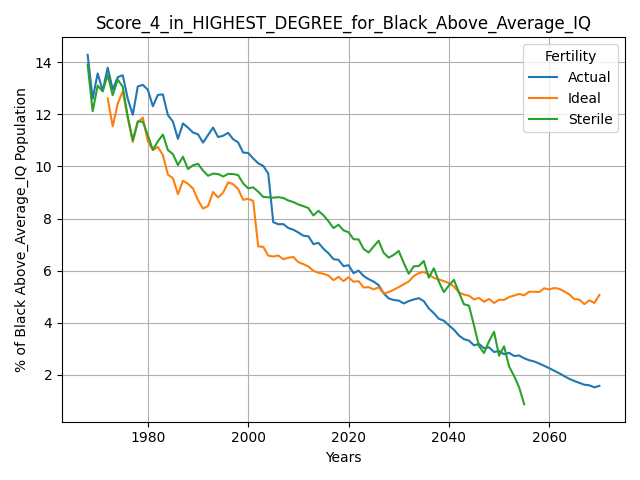 Score_4_in_HIGHEST_DEGREE_for_Black_Above_Average_IQ
% of Black Above_Average_IQ Population
14
12
10
8
6
4
2
Fertility
Actual
Ideal
Sterile
1980 2000 2020 2040 2060
Years